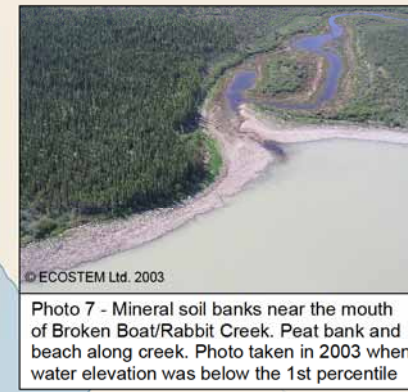 © ECOSTEM Ltd. 2003
Photo 7 - Mineral soil banks near the mouth
of Broken Boat/Rabbit Creek. Peat bank and
beach along creek. Photo taken in 2003 when
water elevation was below the 1st percentile